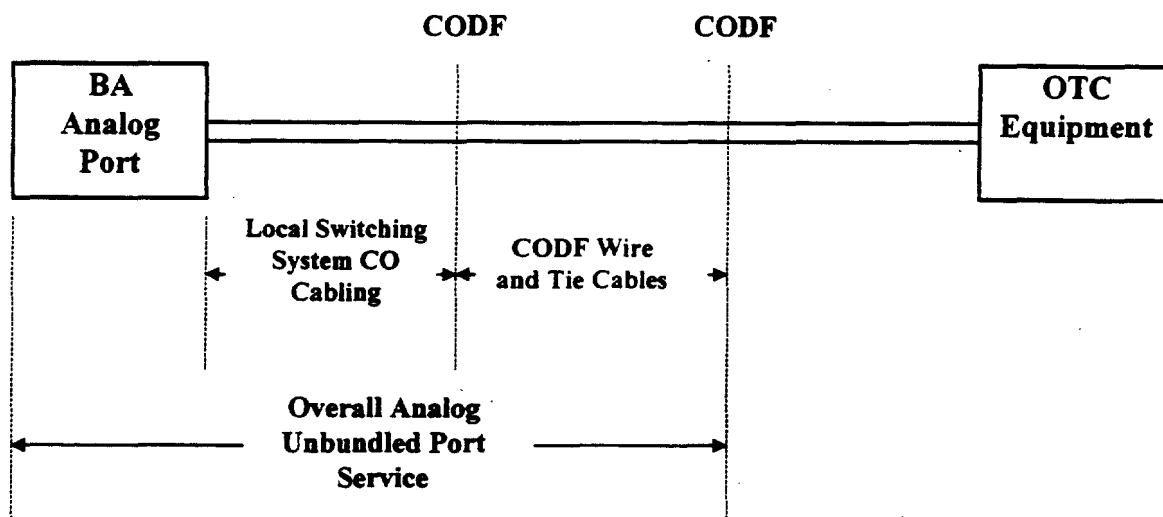 CODF
CODF
BA
Analog
Port
OTC
Equipment
Local Switching
System CO
Cabling
CODF Wire
and Tie Cables
Overall Analog
Unbundled Port
Service